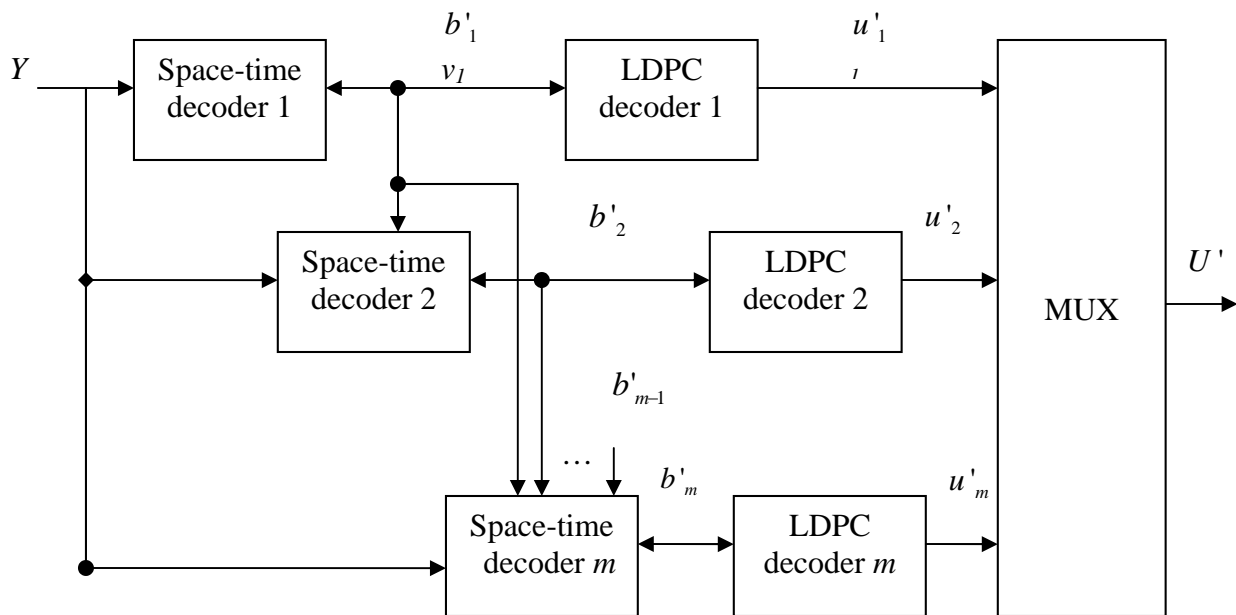 b'1
u'1
Y
Space-time
decoder 1
v1
LDPC
decoder 1
,
b'2
u'2
Space-time
decoder 2
LDPC
decoder 2
MUX
U'
b'm−1
...
b'm
u'm
Space-time
decoder m
LDPC
decoder m